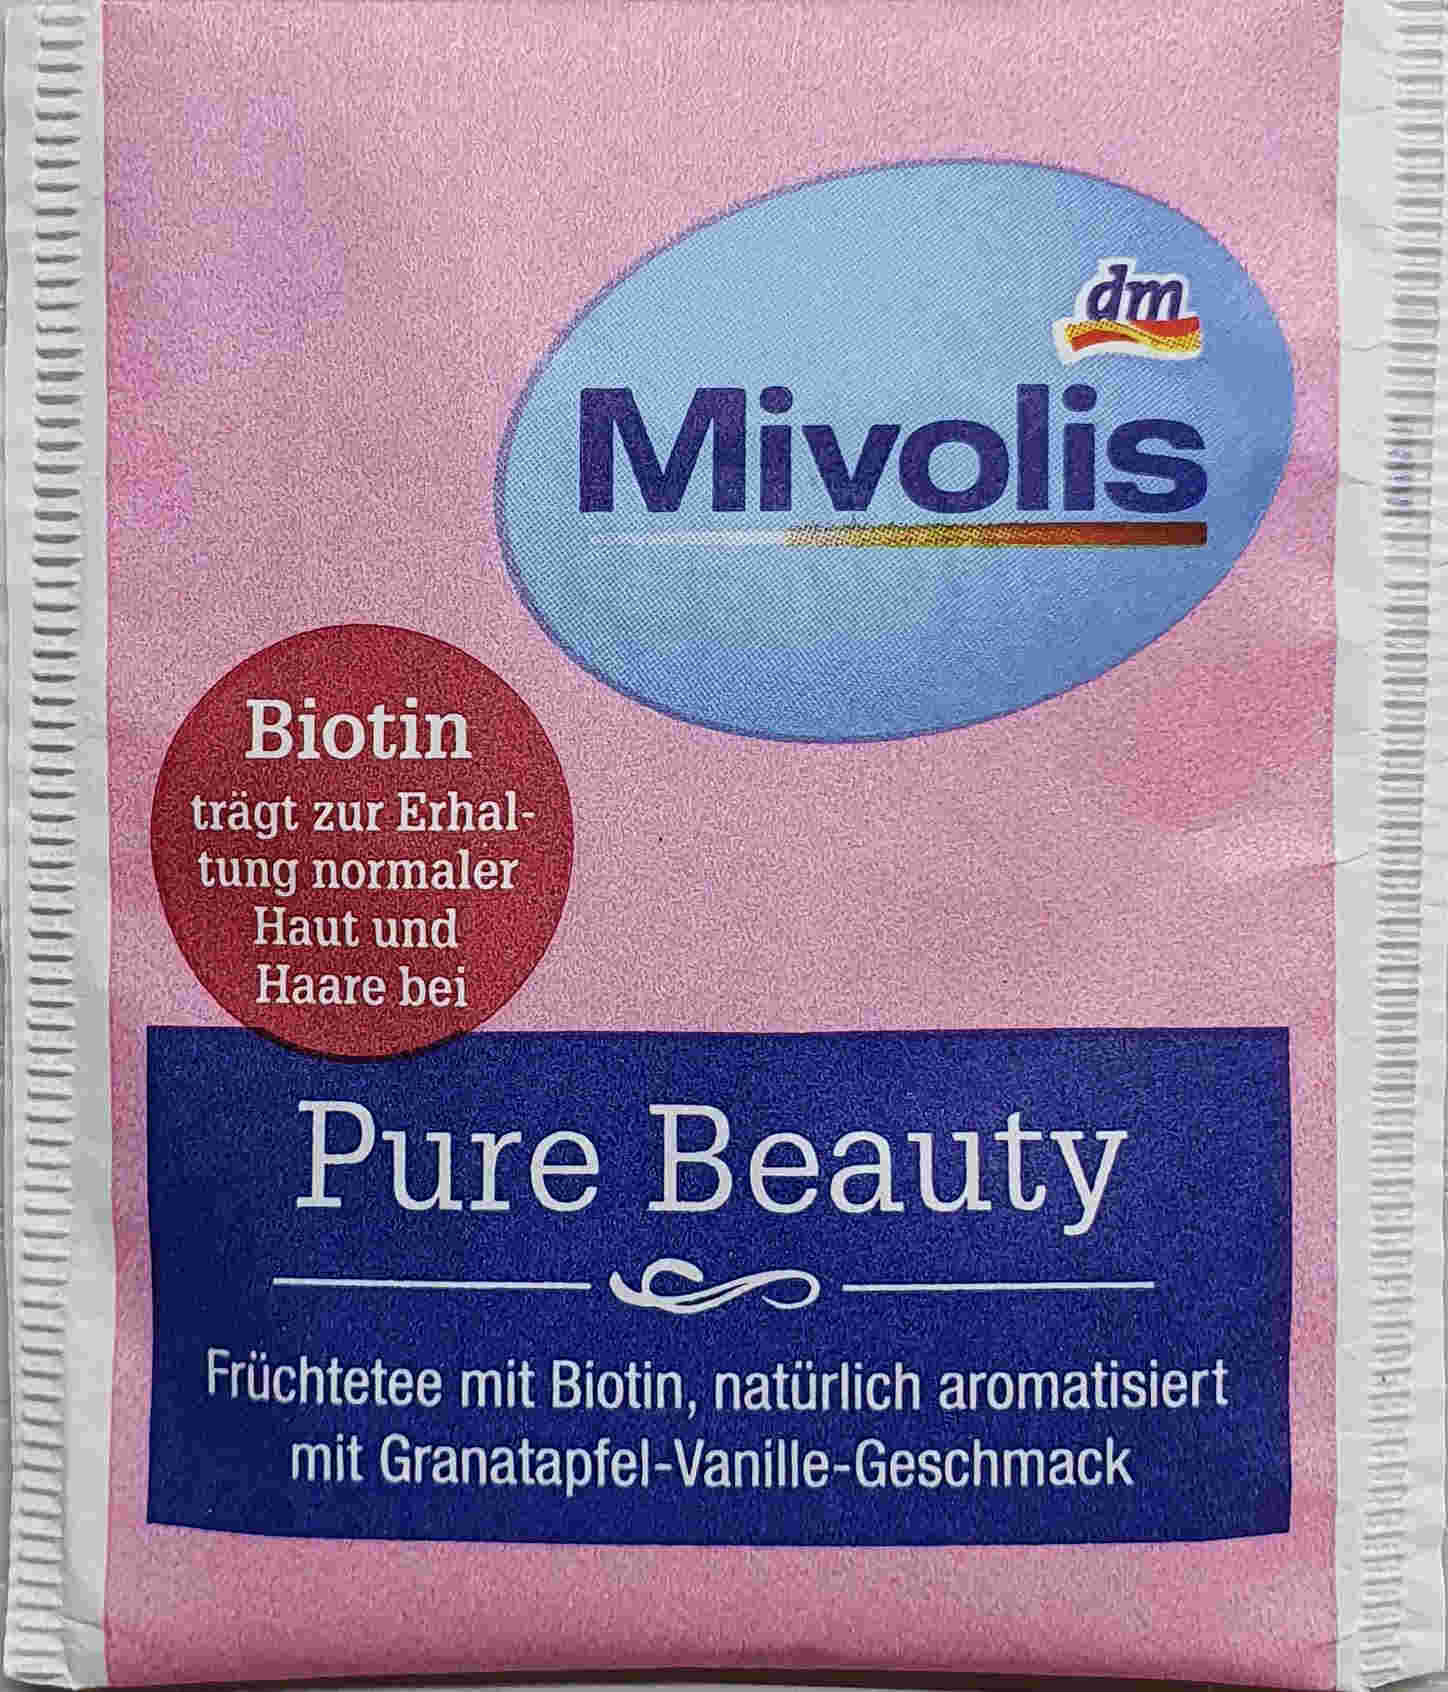 dm
Mivolis
Biotin
trägt zur Erhal-
tung normaler
Haut und
Haare bei
Pure Beauty
Früchtetee mit Biotin, natürlich aromatisiert
mit Granatapfel-Vanille-Geschmack